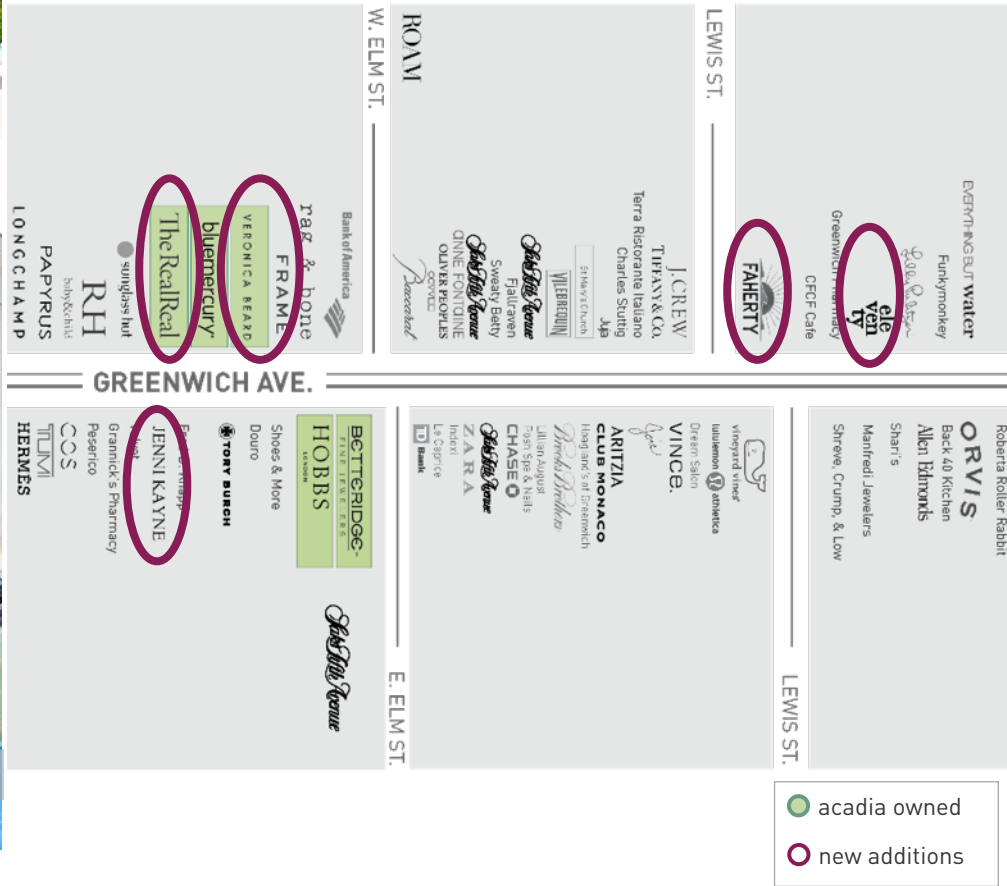 W. ELM ST.
LEWIS ST.
LONGCHAMP
PAPYRUS
baby&child
RH
sunglass hut
The RealReal
bluemercury
VERONICA BEARD
FRAME
rag & bone
Bank of America
ROAM
Baccarat
OLIVER PEOPLES
ANNE FONTAINE
Saks Fifth Avenue
Sweaty Betty
Fjallraven
Saks Fifth Avenue
VILEBREQUIN
St Mary's Church
Juja
Charles Stuttig
Terra Ristorante Italiano
TIFFANY & CO.
J.CREW
FAHERTY
CFCF Cafe
Greenwich Pharmacy
ele
ven
ty
Lilly Pulitzer
Funkymonkey
EVERYTHING BUT water
GREENWICH AVE.
HERMÈS
TUMI
COS
Peserico
Grannick's Pharmacy
JENNI KAYNE
TORY BURCH
Douro
Shoes & More
HOBBS
LONDON
BETTERIDGE
FINE JEWELERS
Saks Fifth Avenue
E. ELM ST.
TD Bank
Le Caprice
Indexi
ZARA
Saks Fifth Avenue
CHASE
Posh Spa & Nails
Lillian August
Brooks Brothers
Hoagland's of Greenwich
CLUB MONACO
ARITZIA
VINCE.
Dream Salon
lululemon athletica
vineyard vines
LEWIS ST.
Shreve, Crump, & Low
Manfredi Jewelers
Shari's
Allen Edmonds
Back 40 Kitchen
ORVIS
Roberta Roller Rabbit
acadia owned
new additions